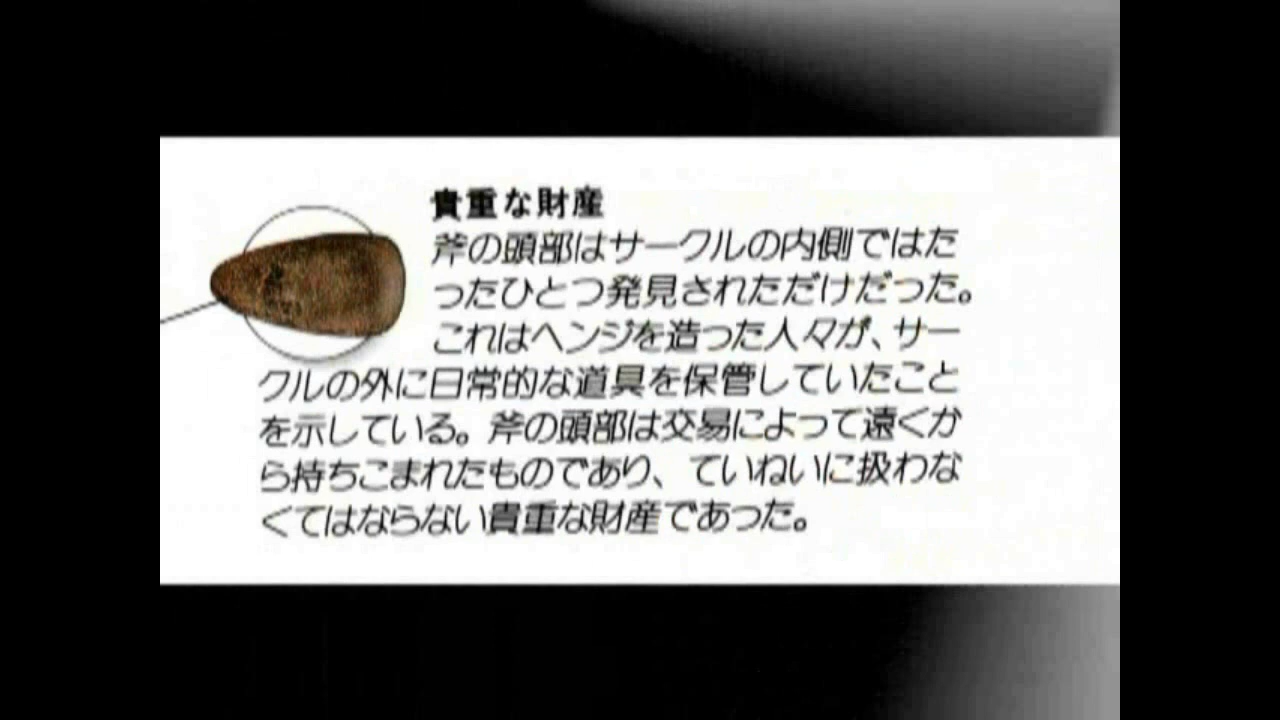 貴重な財産
斧の頭部はサークルの内側ではた
ったひとつ発見されただけだった。
これはヘンジを造った人々が、サー
クルの外に日常的な道具を保管していたこと
を示している。斧の頭部は交易によって遠くか
ら持ちこまれたものであり、ていねいに扱わな
くてはならない貴重な財産であった。